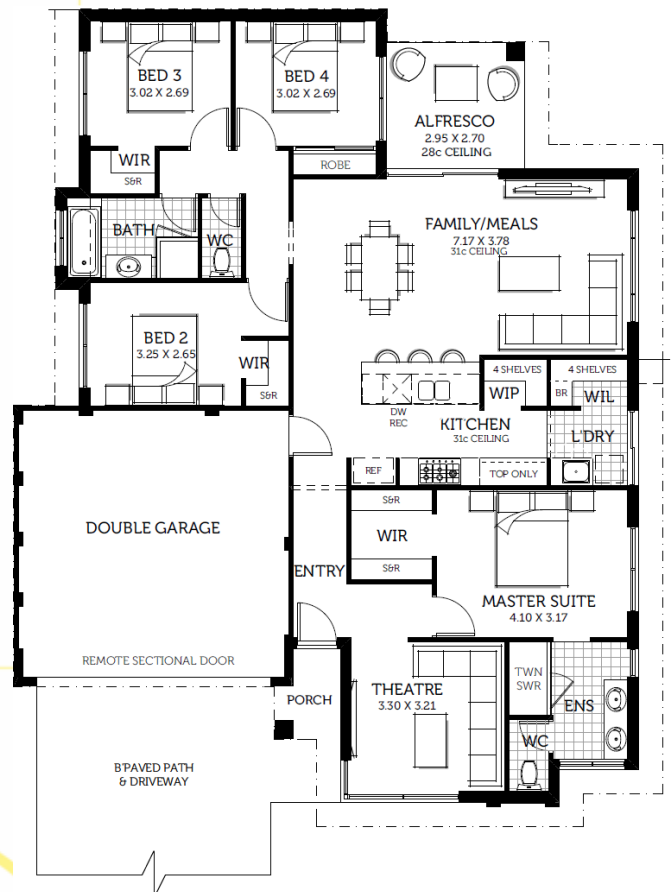 BED 3
3.02 X 2.69
BED 4
3.02 X 2.69
ALFRESCO
2.95 X 2.70
28c CEILING
WIR
S&R
ROBE
BATH
WC
FAMILY/MEALS
7.17 X 3.78
31c CEILING
BED 2
3.25 X 2.65
WIR
S&R
4 SHELVES
4 SHELVES
WIP
BR
WIL
DW
REC
KITCHEN
31c CEILING
L'DRY
REF
TOP ONLY
DOUBLE GARAGE
S&R
WIR
S&R
ENTRY
MASTER SUITE
4.10 X 3.17
REMOTE SECTIONAL DOOR
PORCH
THEATRE
3.30 X 3.21
TWN
SWR
ENS
WC
B'PAVED PATH
& DRIVEWAY